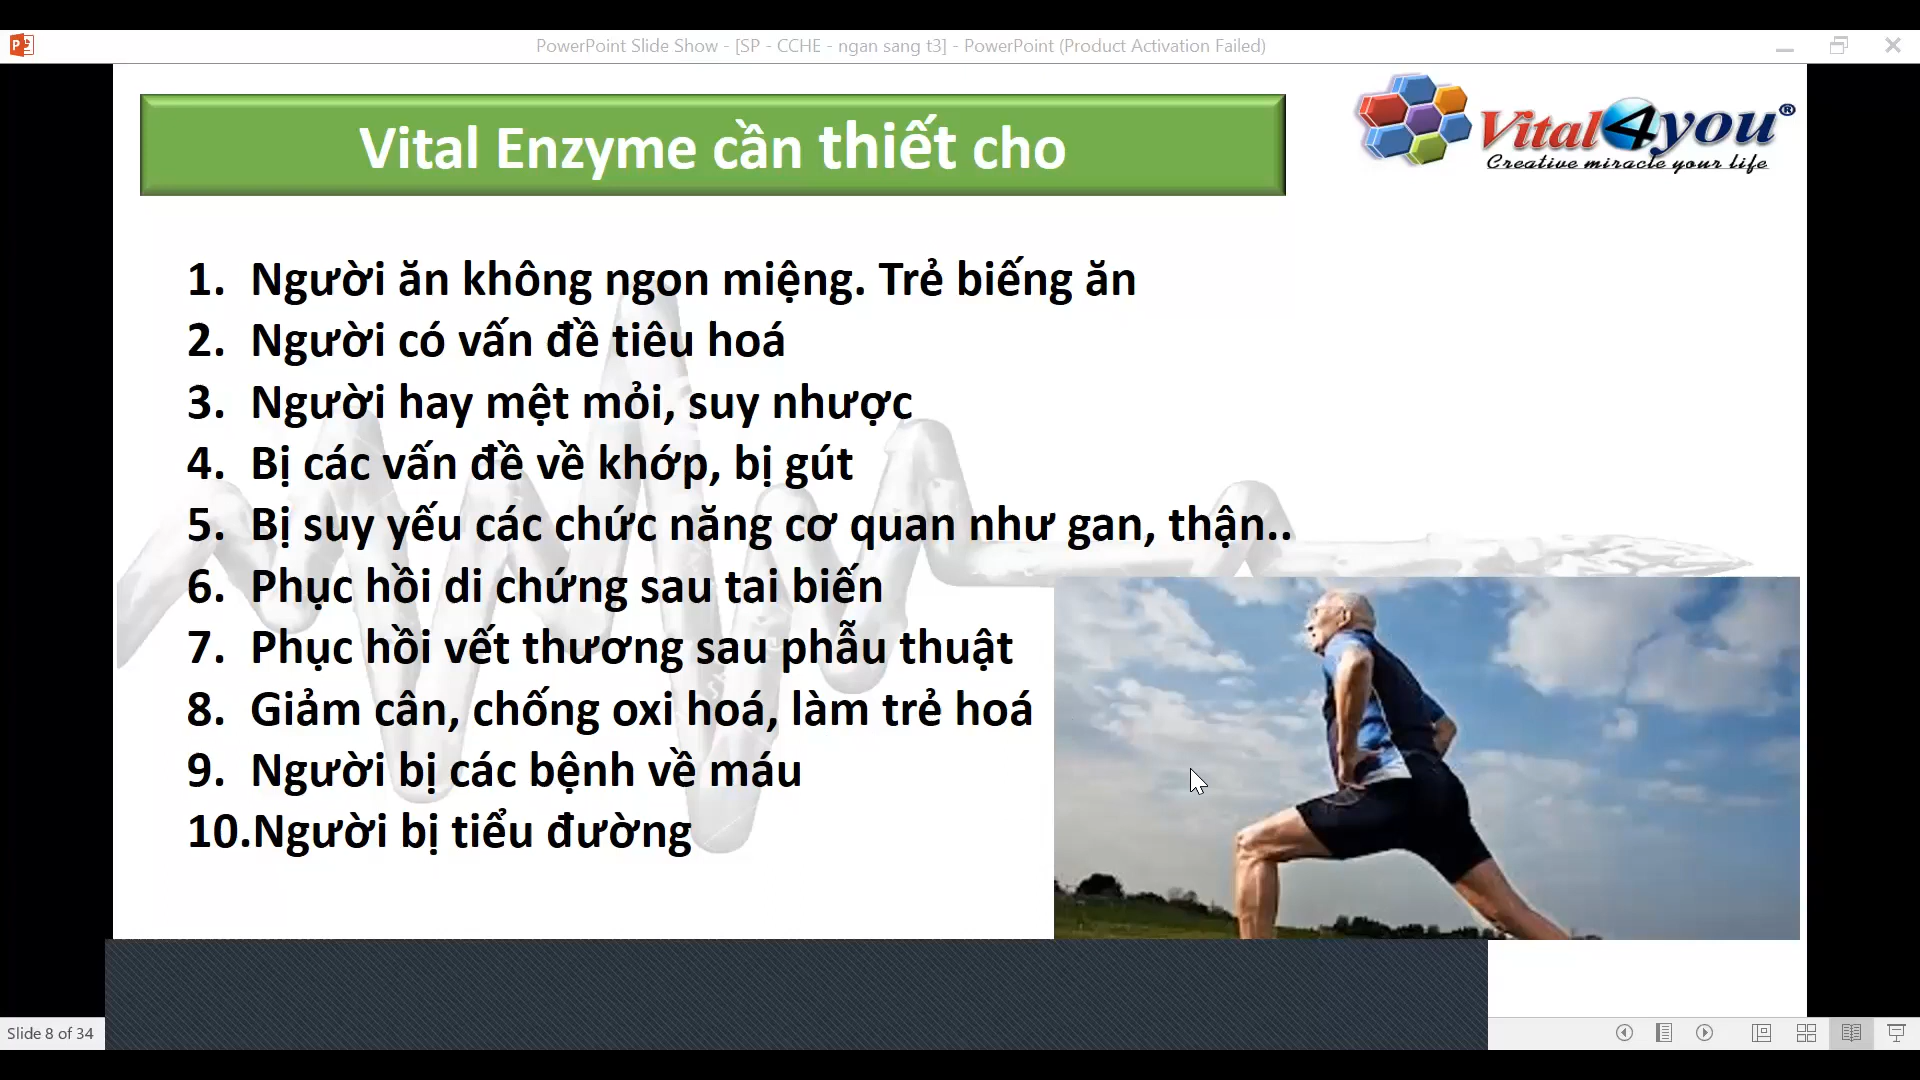 PowerPoint Slide Show - [SP - CCHE - ngan sang t3] - PowerPoint (Product Activation Failed)
Vital Enzyme cần thiết cho
Vital4you®
Creative miracle your life
1. Người ăn không ngon miệng. Trẻ biếng ăn
2. Người có vấn đề tiêu hoá
3. Người hay mệt mỏi, suy nhược
4. Bị các vấn đề về khớp, bị gút
5. Bị suy yếu các chức năng cơ quan như gan, thận..
6. Phục hồi di chứng sau tai biến
7. Phục hồi vết thương sau phẫu thuật
8. Giảm cân, chống oxi hoá, làm trẻ hoá
9. Người bị các bệnh về máu
10.Người bị tiểu đường
Slide 8 of 34